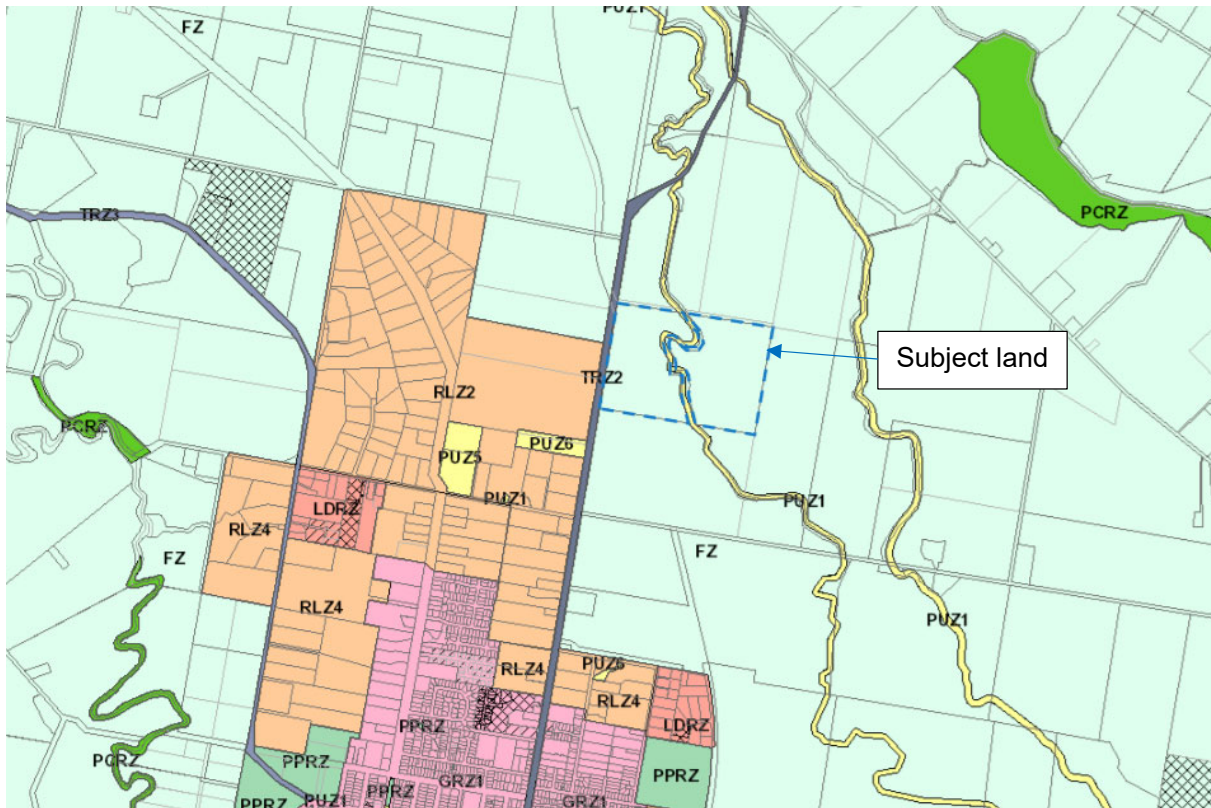 PUZ1
FZ
PCRZ
TRZ3
Subject land
TRZ2
RLZ2
PCRZ
PUZ6
PUZ5
PUZ1
PUZ1
LDRZ
RLZ4
FZ
FZ
RLZ4
PUZ1
RLZ4
PUZ6
RLZ4
LDRZ
PPRZ
PCRZ
PPRZ
PPRZ
GRZ1
PPRZ
PUZ1
PPRZ
GRZ1